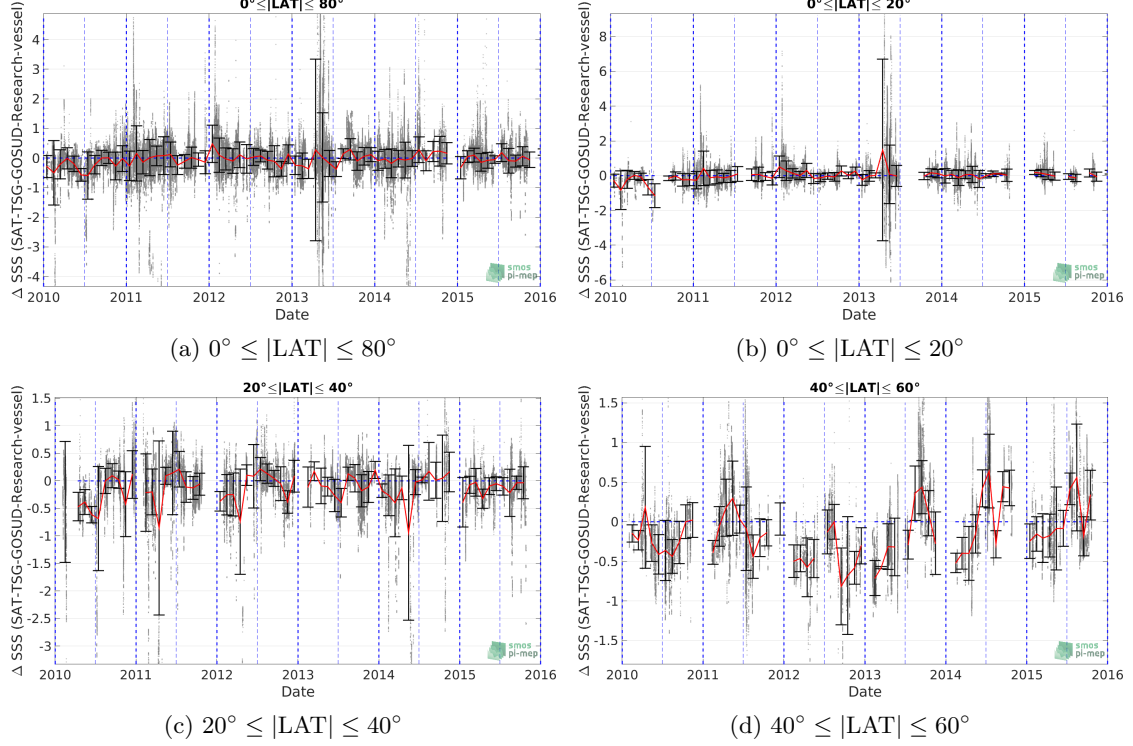 0°≤|LAT|≤ 80°
Δ SSS (SAT-TSG-GOSUD-Research-vessel)
4
3
2
1
0
-1
-2
-3
-4
2010 2011 2012 2013 2014 2015 2016
Date
smos
pi-mep
(a) 0° ≤ |LAT| ≤ 80°
0°≤|LAT|≤ 20°
Δ SSS (SAT-TSG-GOSUD-Research-vessel)
8
6
4
2
0
-2
-4
-6
2010 2011 2012 2013 2014 2015 2016
Date
smos
pi-mep
(b) 0° ≤ |LAT| ≤ 20°
20°≤|LAT|≤ 40°
Δ SSS (SAT-TSG-GOSUD-Research-vessel)
1.5
1
0.5
0
-0.5
-1
-1.5
-2
-2.5
-3
2010 2011 2012 2013 2014 2015 2016
Date
smos
pi-mep
(c) 20° ≤ |LAT| ≤ 40°
40°≤|LAT|≤ 60°
Δ SSS (SAT-TSG-GOSUD-Research-vessel)
1.5
1
0.5
0
-0.5
-1
-1.5
2010 2011 2012 2013 2014 2015 2016
Date
smos
pi-mep
(d) 40° ≤ |LAT| ≤ 60°